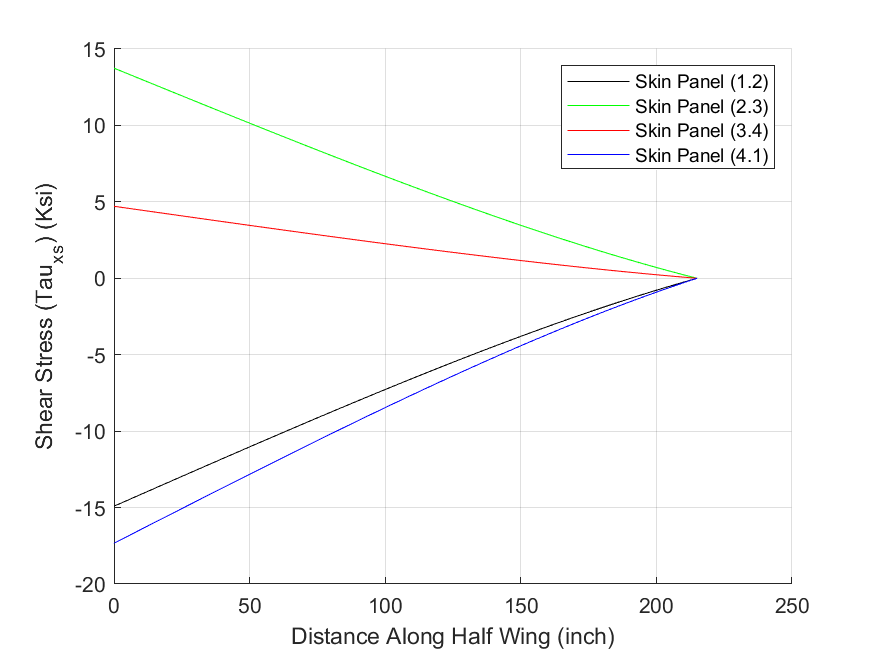 15
10
5
0
-5
-10
-15
-20
0 50 100 150 200 250
Shear Stress (Tau_xs) (Ksi)
Distance Along Half Wing (inch)
Skin Panel (1.2)
Skin Panel (2.3)
Skin Panel (3.4)
Skin Panel (4.1)